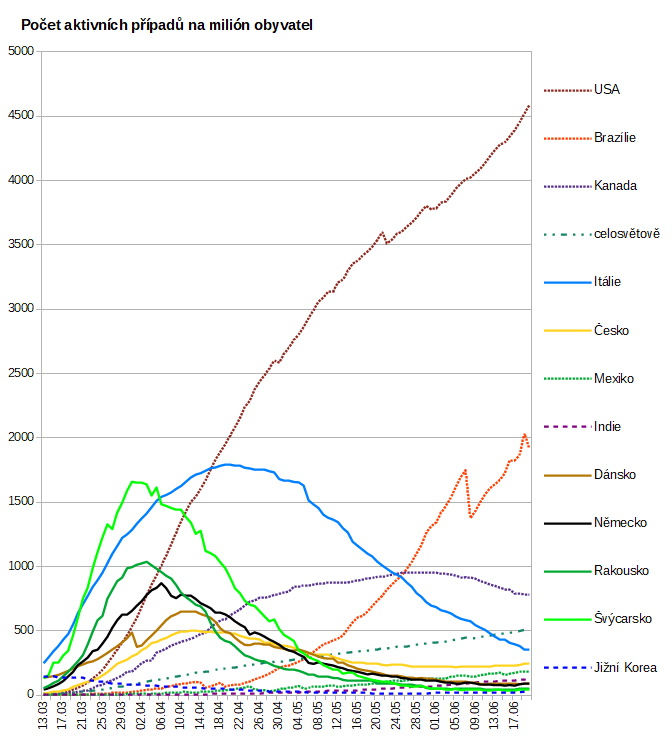 Počet aktivních případů na milión obyvatel
5000
4500
4000
3500
3000
2500
2000
1500
1000
500
0
13.03.
17.03.
21.03.
25.03.
29.03.
02.04.
06.04.
10.04.
14.04.
18.04.
22.04.
26.04.
30.04.
04.05.
08.05.
12.05.
16.05.
20.05.
24.05.
28.05.
01.06.
05.06.
09.06.
13.06.
17.06.
USA
Brazílie
Kanada
celosvětově
Itálie
Česko
Mexiko
Indie
Dánsko
Německo
Rakousko
Švýcarsko
Jižní Korea